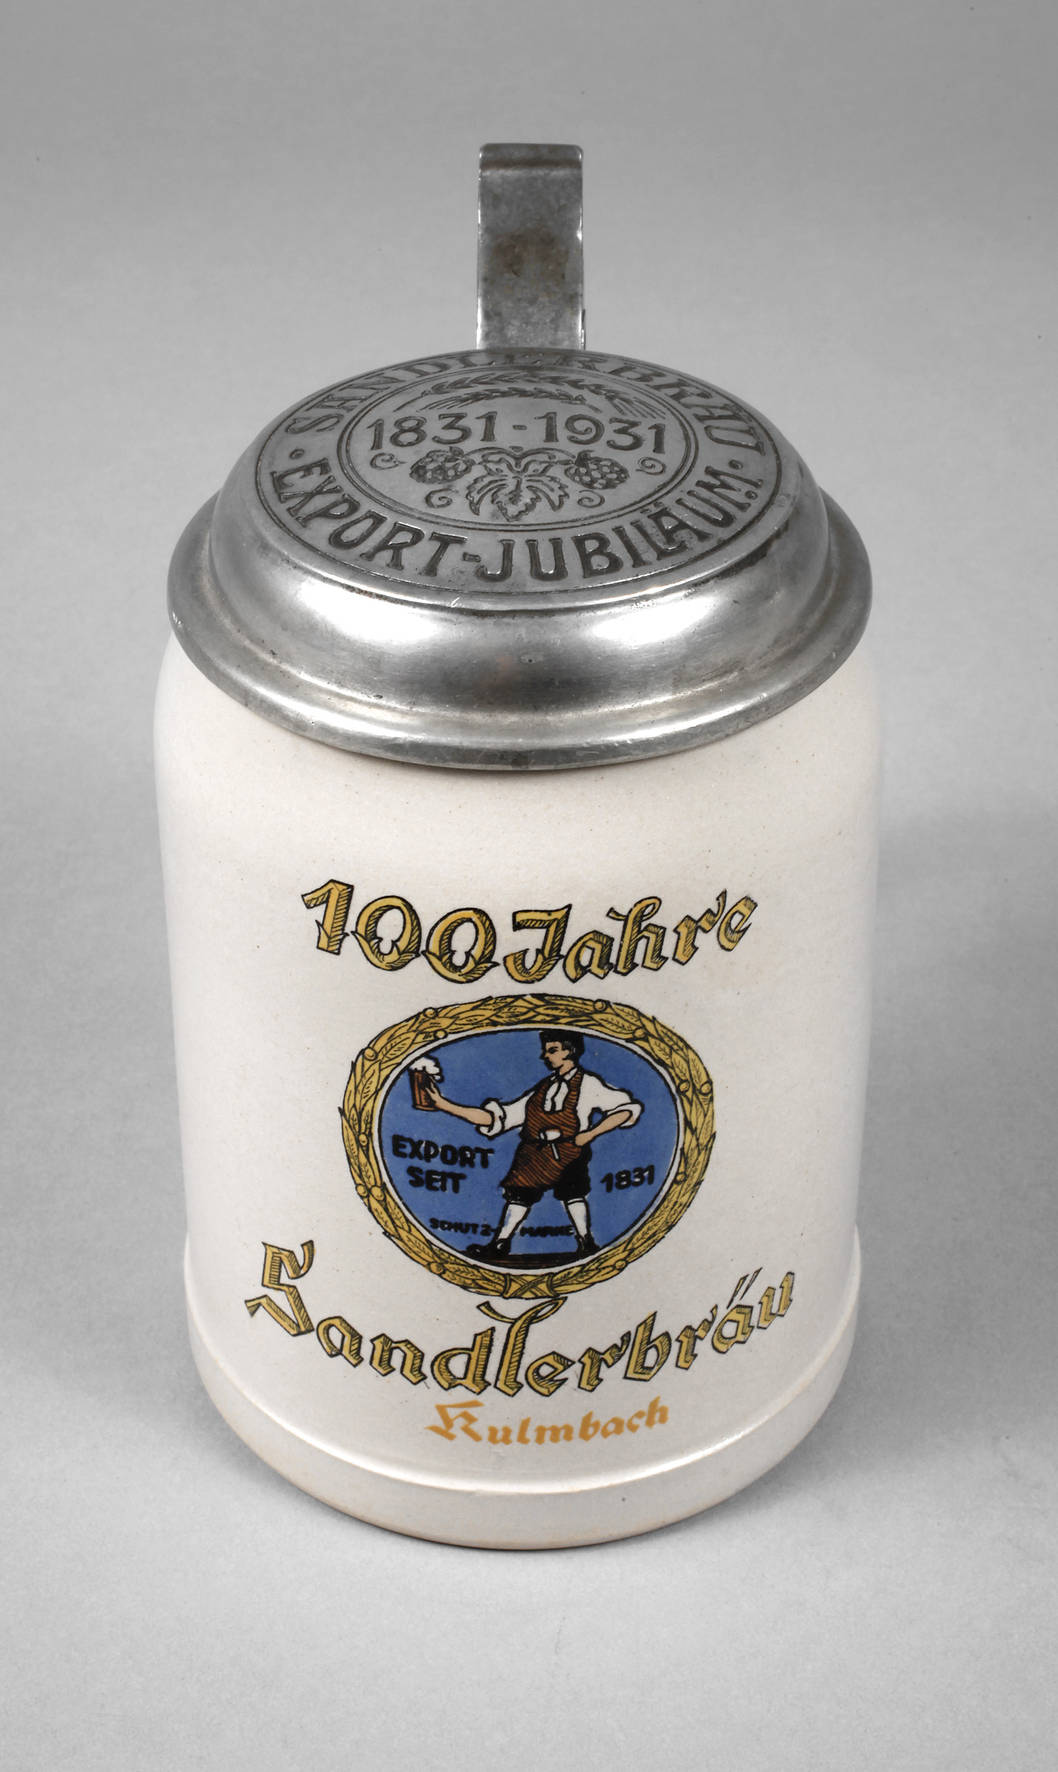 SANDLERBRÄU
1831-1931
• EXPORT-JUBILÄUM •
100 Jahre
EXPORT
SEIT 1831
SCHUTZ-MARKE
Sandlerbräu
Kulmbach